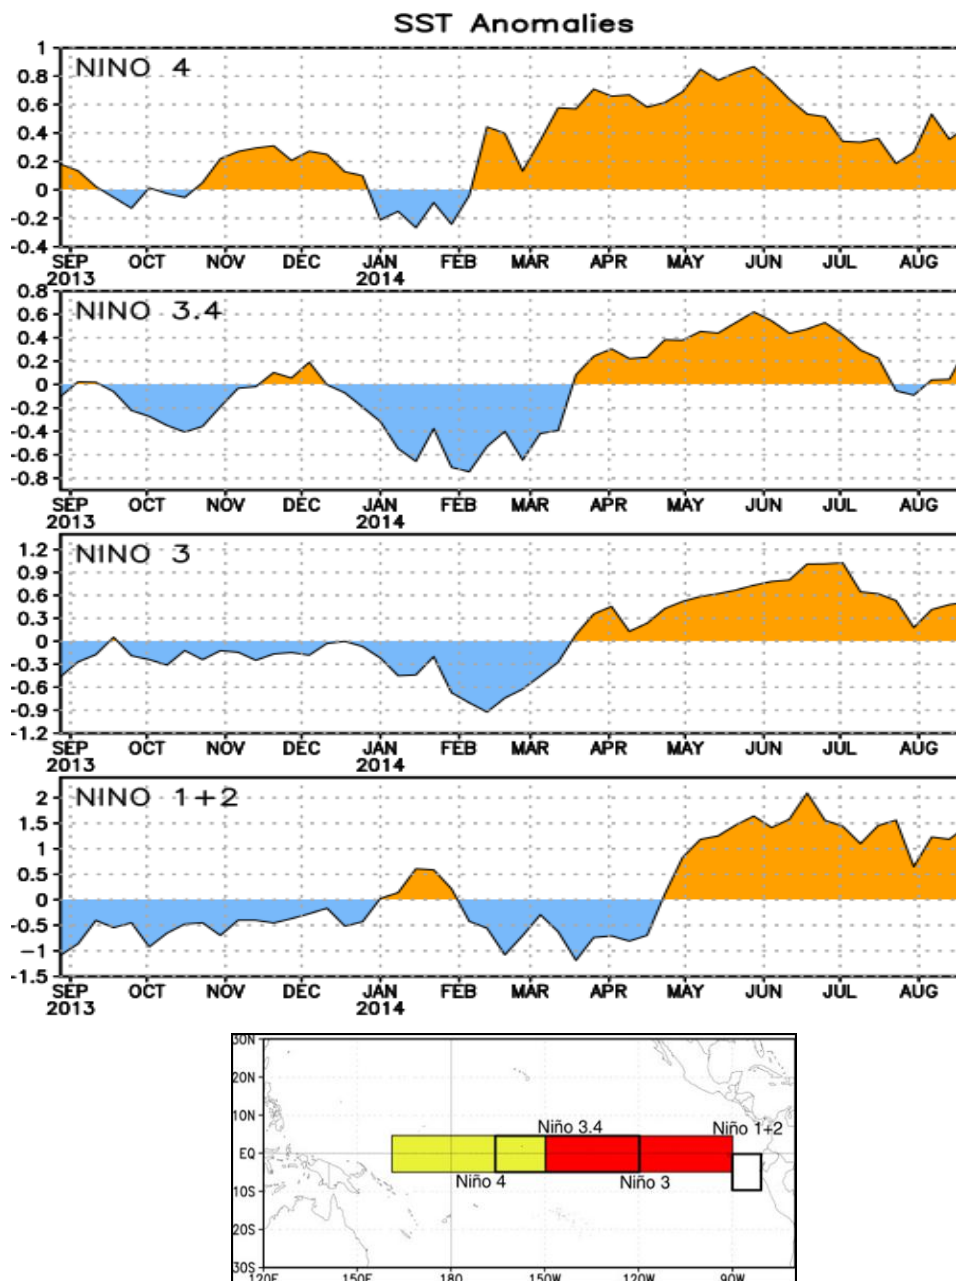 SST Anomalies
NINO 4
1
0.8
0.6
0.4
0.2
0
-0.2
-0.4
SEP OCT NOV DEC JAN FEB MAR APR MAY JUN JUL AUG
2013 2014
NINO 3.4
0.8
0.6
0.4
0.2
0
-0.2
-0.4
-0.6
-0.8
SEP OCT NOV DEC JAN FEB MAR APR MAY JUN JUL AUG
2013 2014
NINO 3
1.2
0.9
0.6
0.3
0
-0.3
-0.6
-0.9
-1.2
SEP OCT NOV DEC JAN FEB MAR APR MAY JUN JUL AUG
2013 2014
NINO 1+2
2
1.5
1
0.5
0
-0.5
-1
-1.5
SEP OCT NOV DEC JAN FEB MAR APR MAY JUN JUL AUG
2013 2014
30N
20N
10N
EQ
10S
20S
30S
Niño 3.4 Niño 1+2
Niño 4 Niño 3
120E 150E 180 150W 120W 90W